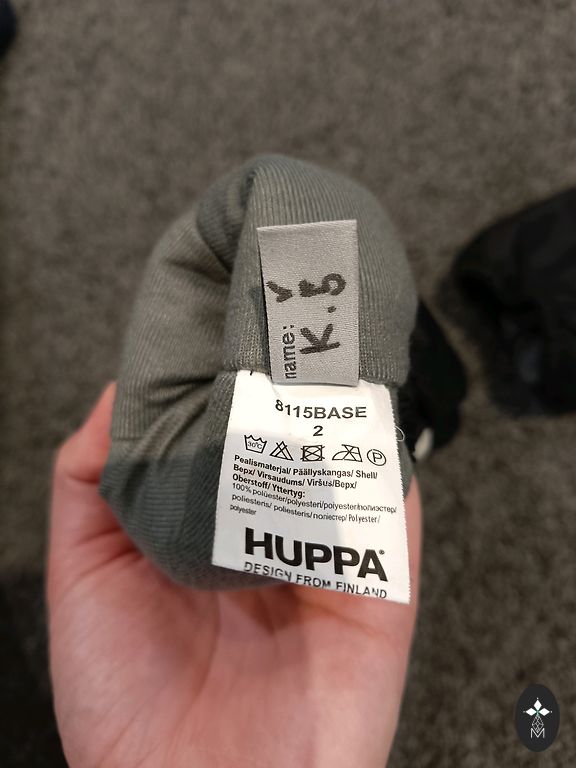 name: K.Š
8115BASE
2
30°C P
Pealismaterjal/ Päällyskangas/ Shell/
Верх/ Virsaudums/ Viršus/Верх/
Oberstoff/ Yttertyg:
100% polüester/polyesteri/polyester/полиэстер/
poliesteris/ poliesteris/поліестер/ Polyester/
polyester
HUPPA®
DESIGN FROM FINLAND
M